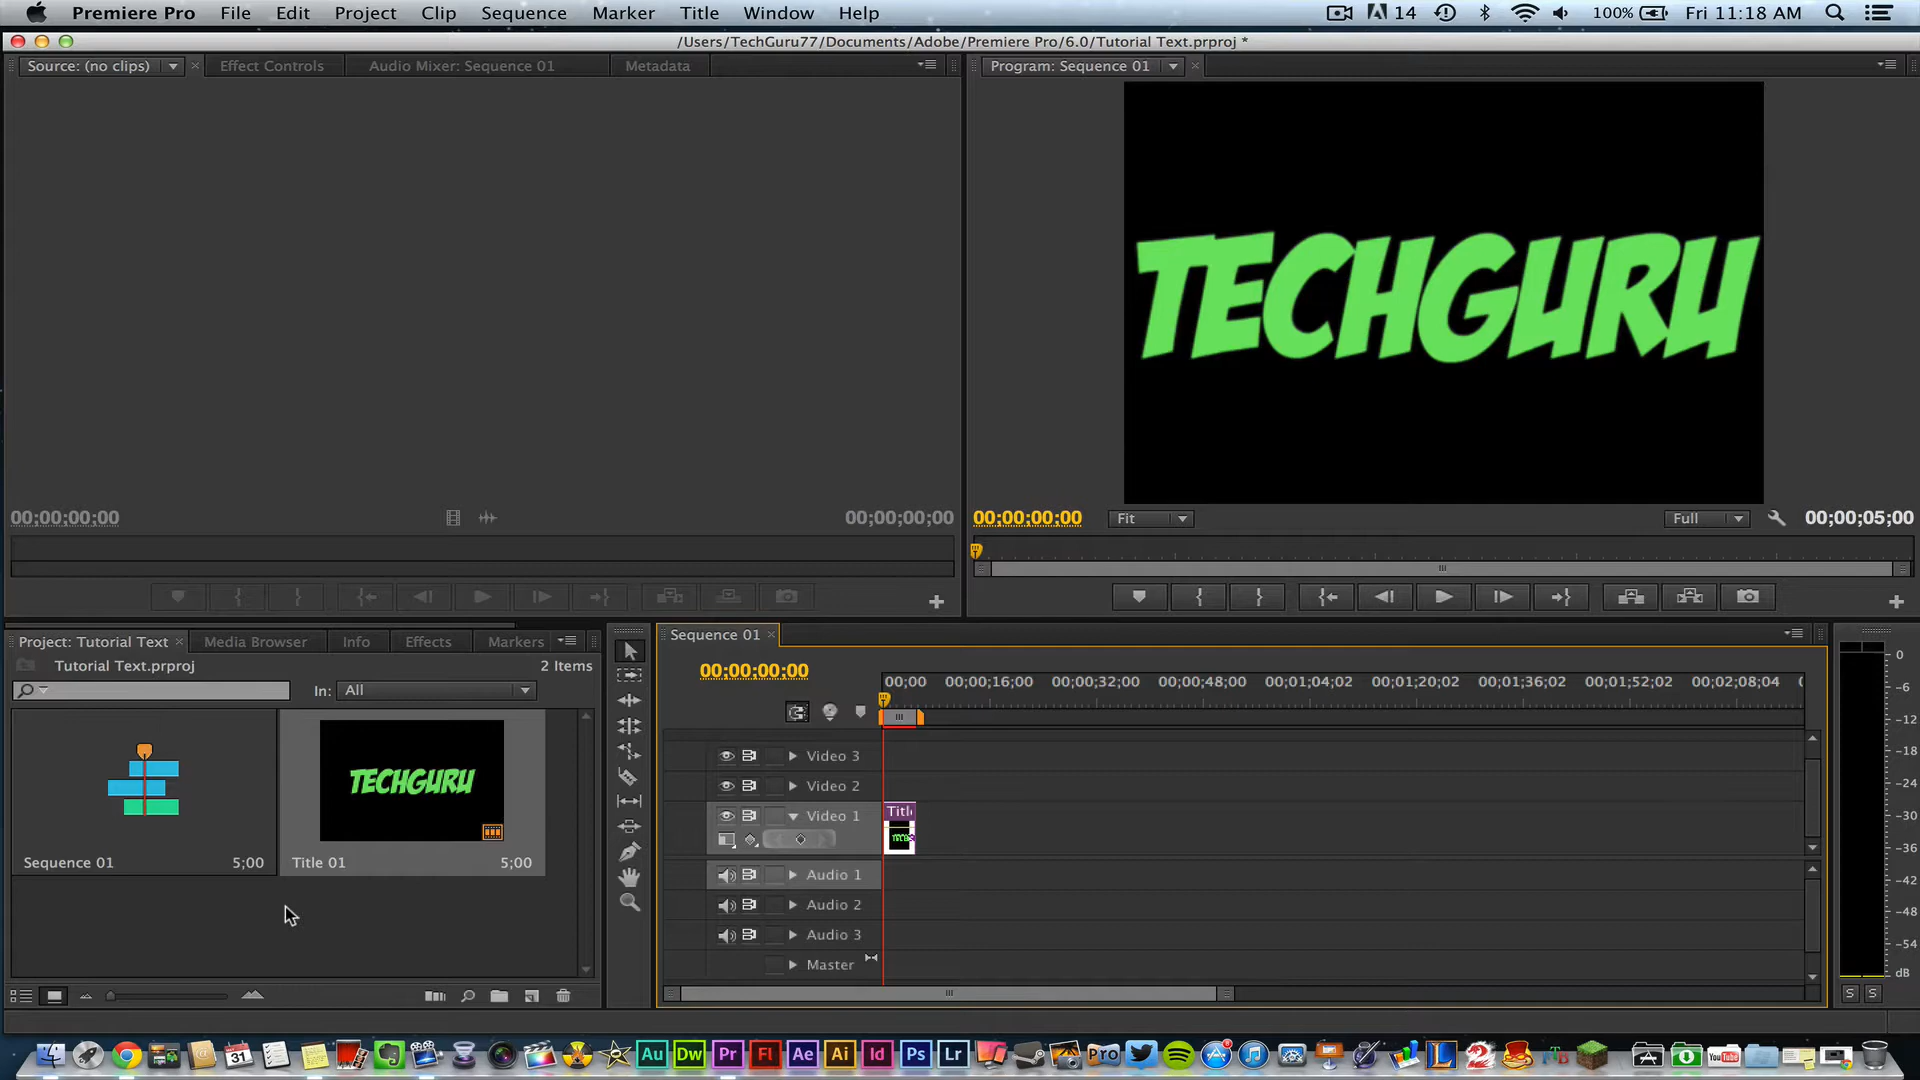 Premiere Pro File Edit Project Clip Sequence Marker Title Window Help 14 100% Fri 11:18 AM
/Users/TechGuru77/Documents/Adobe/Premiere Pro/6.0/Tutorial Text.prproj *
Source: (no clips) Effect Controls Audio Mixer: Sequence 01 Metadata Program: Sequence 01
TECHGURU
00;00;00;00 00;00;00;00 00;00;00;00 Fit Full 00;00;05;00
Project: Tutorial Text Media Browser Info Effects Markers Sequence 01
Tutorial Text.prproj 2 Items 00;00;00;00
In: All 00;00 00;00;16;00 00;00;32;00 00;00;48;00 00;01;04;02 00;01;20;02 00;01;36;02 00;01;52;02 00;02;08;04
TECHGURU
Sequence 01 5;00 Title 01 5;00
Video 3
Video 2
Video 1 Titl
Audio 1
Audio 2
Audio 3
Master
0
-6
-12
-18
-24
-30
-36
-42
-48
-54
dB
S S
31 Au Dw Pr Fl Ae Ai Id Ps Lr Pro L YouTube